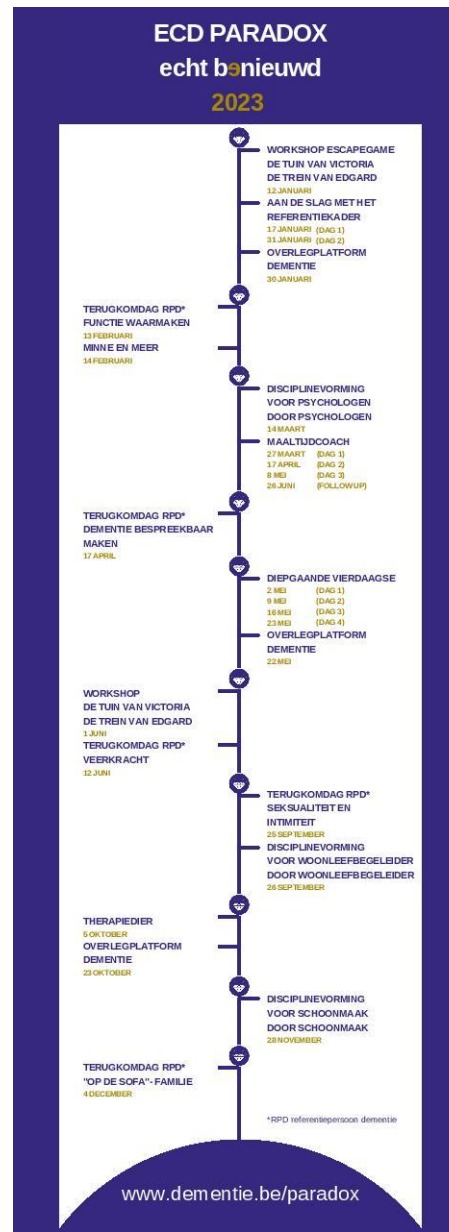 ECD PARADOX
echt benieuwd
2023
WORKSHOP ESCAPEGAME
DE TUIN VAN VICTORIA
DE TREIN VAN EDGARD
12 JANUARI
AAN DE SLAG MET HET
REFERENTIEKADER
17 JANUARI (DAG 1)
31 JANUARI (DAG 2)
OVERLEGPLATFORM
DEMENTIE
30 JANUARI
TERUGKOMDAG RPD*
FUNCTIE WAARMAKEN
13 FEBRUARI
MINNE EN MEER
14 FEBRUARI
DISCIPLINEVORMING
VOOR PSYCHOLOGEN
DOOR PSYCHOLOGEN
14 MAART
MAALTIJDCOACH
27 MAART (DAG 1)
17 APRIL (DAG 2)
8 MEI (DAG 3)
26 JUNI (FOLLOW UP)
TERUGKOMDAG RPD*
DEMENTIE BESPREEKBAAR
MAKEN
17 APRIL
DIEPGAANDE VIERDAAGSE
2 MEI (DAG 1)
9 MEI (DAG 2)
16 MEI (DAG 3)
23 MEI (DAG 4)
OVERLEGPLATFORM
DEMENTIE
22 MEI
WORKSHOP
DE TUIN VAN VICTORIA
DE TREIN VAN EDGARD
1 JUNI
TERUGKOMDAG RPD*
VEERKRACHT
12 JUNI
TERUGKOMDAG RPD*
SEKSUALITEIT EN
INTIMITEIT
25 SEPTEMBER
DISCIPLINEVORMING
VOOR WOONLEEFBEGELEIDER
DOOR WOONLEEFBEGELEIDER
26 SEPTEMBER
THERAPIEDIER
5 OKTOBER
OVERLEGPLATFORM
DEMENTIE
23 OKTOBER
DISCIPLINEVORMING
VOOR SCHOONMAAK
DOOR SCHOONMAAK
28 NOVEMBER
TERUGKOMDAG RPD*
"OP DE SOFA"- FAMILIE
4 DECEMBER
*RPD referentiepersoon dementie
www.dementie.be/paradox